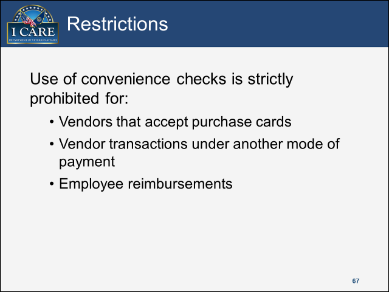 I CARE
Restrictions
Use of convenience checks is strictly
prohibited for:
• Vendors that accept purchase cards
• Vendor transactions under another mode of
payment
• Employee reimbursements
67